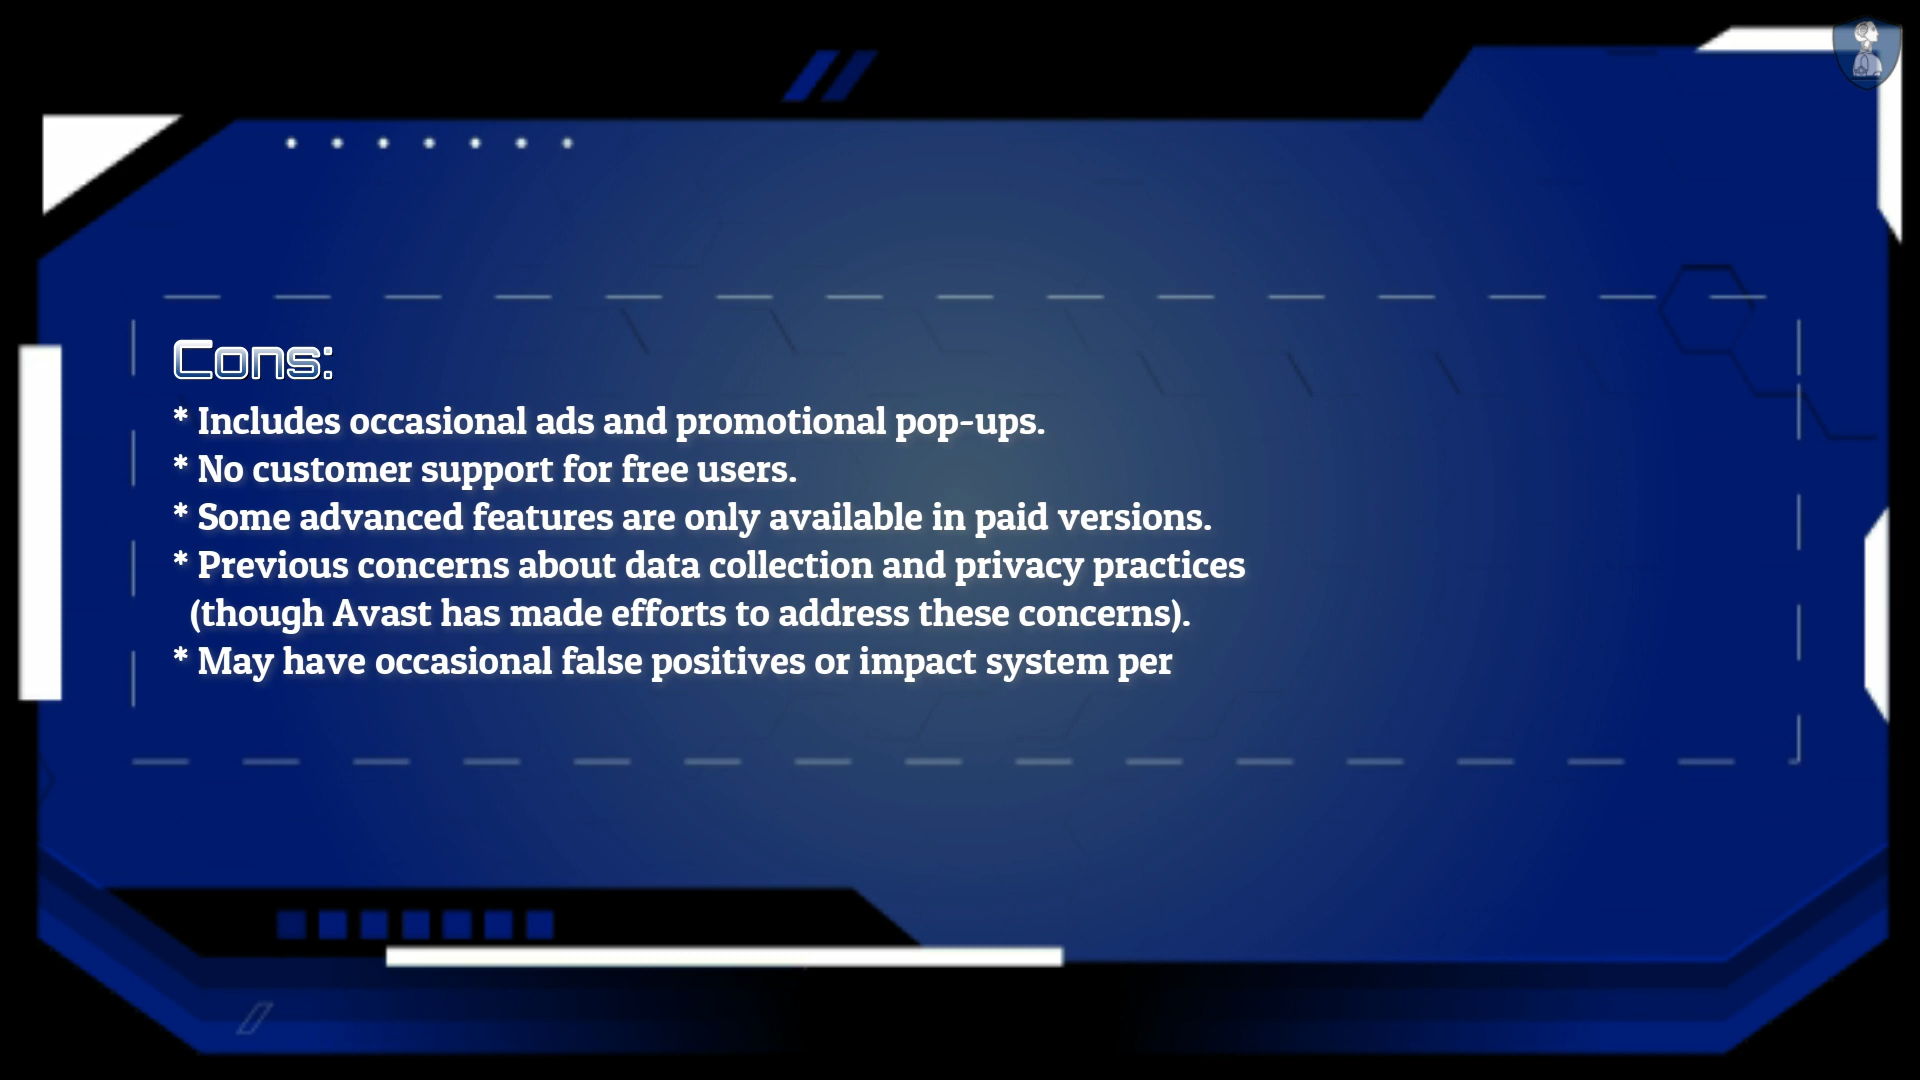 Cons:
* Includes occasional ads and promotional pop-ups.
* No customer support for free users.
* Some advanced features are only available in paid versions.
* Previous concerns about data collection and privacy practices
(though Avast has made efforts to address these concerns).
* May have occasional false positives or impact system per